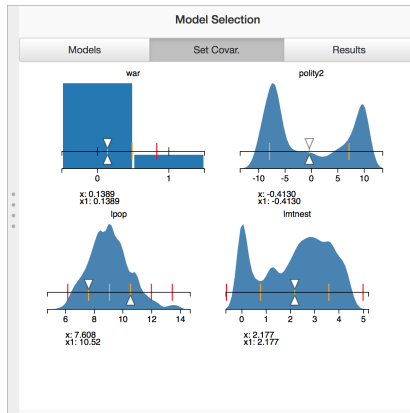 Model Selection
Models Set Covar. Results
war
0 1
x: 0.1389
x1: 0.1389
polity2
-10 -5 0 5 10
x: -0.4130
x1: -0.4130
lpop
6 8 10 12 14
x: 7.608
x1: 10.52
lmtnest
0 1 2 3 4 5
x: 2.177
x1: 2.177